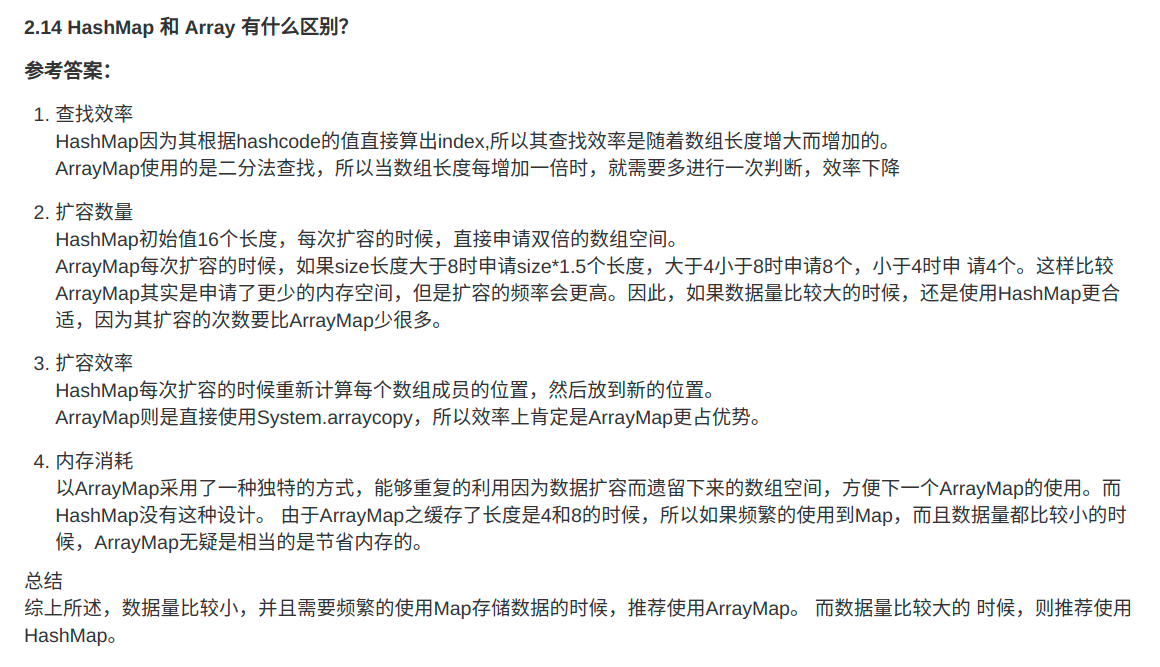 2.14 HashMap 和 Array 有什么区别？
参考答案：
1. 查找效率
HashMap因为其根据hashcode的值直接算出index,所以其查找效率是随着数组长度增大而增加的。
ArrayMap使用的是二分法查找，所以当数组长度每增加一倍时，就需要多进行一次判断，效率下降
2. 扩容数量
HashMap初始值16个长度，每次扩容的时候，直接申请双倍的数组空间。
ArrayMap每次扩容的时候，如果size长度大于8时申请size*1.5个长度，大于4小于8时申请8个，小于4时申 请4个。这样比较
ArrayMap其实是申请了更少的内存空间，但是扩容的频率会更高。因此，如果数据量比较大的时候，还是使用HashMap更合
适，因为其扩容的次数要比ArrayMap少很多。
3. 扩容效率
HashMap每次扩容的时候重新计算每个数组成员的位置，然后放到新的位置。
ArrayMap则是直接使用System.arraycopy，所以效率上肯定是ArrayMap更占优势。
4. 内存消耗
以ArrayMap采用了一种独特的方式，能够重复的利用因为数据扩容而遗留下来的数组空间，方便下一个ArrayMap的使用。而
HashMap没有这种设计。 由于ArrayMap之缓存了长度是4和8的时候，所以如果频繁的使用到Map，而且数据量都比较小的时
候，ArrayMap无疑是相当的是节省内存的。
总结
综上所述，数据量比较小，并且需要频繁的使用Map存储数据的时候，推荐使用ArrayMap。 而数据量比较大的 时候，则推荐使用
HashMap。